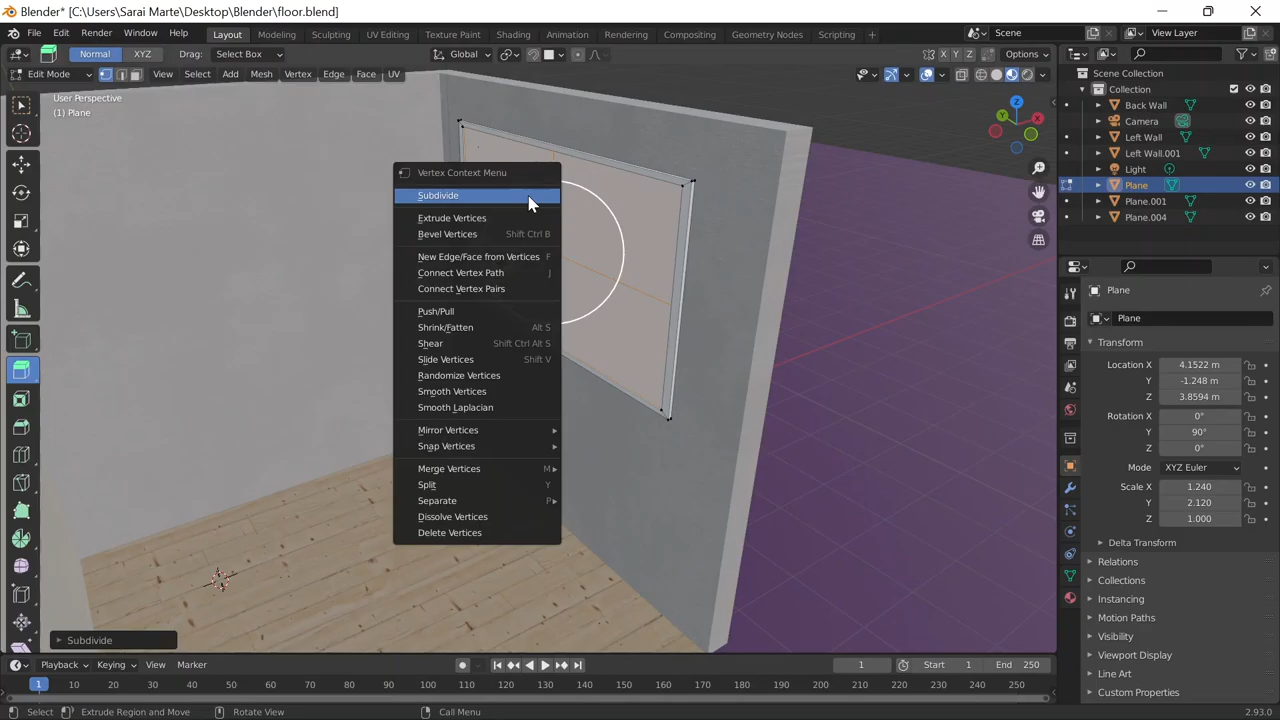 Blender* [C:\Users\Sarai Marte\Desktop\Blender\floor.blend]
File Edit Render Window Help Layout Modeling Sculpting UV Editing Texture Paint Shading Animation Rendering Compositing Geometry Nodes Scripting + Scene View Layer
Normal XYZ Drag: Select Box Global X Y Z Options
Edit Mode View Select Add Mesh Vertex Edge Face UV
User Perspective
(1) Plane
Z
Y
X
Vertex Context Menu
Subdivide
Extrude Vertices
Bevel Vertices Shift Ctrl B
New Edge/Face from Vertices F
Connect Vertex Path J
Connect Vertex Pairs
Push/Pull
Shrink/Fatten Alt S
Shear Shift Ctrl Alt S
Slide Vertices Shift V
Randomize Vertices
Smooth Vertices
Smooth Laplacian
Mirror Vertices
Snap Vertices
Merge Vertices M
Split Y
Separate P
Dissolve Vertices
Delete Vertices
Subdivide
Scene Collection
Collection
Back Wall
Camera
Left Wall
Left Wall.001
Light
Plane
Plane.001
Plane.004
Plane
Plane
Transform
Location X 4.1522 m
Y -1.248 m
Z 3.8594 m
Rotation X 0°
Y 90°
Z 0°
Mode XYZ Euler
Scale X 1.240
Y 2.120
Z 1.000
Delta Transform
Relations
Collections
Instancing
Motion Paths
Visibility
Viewport Display
Line Art
Custom Properties
Playback Keying View Marker 1 Start 1 End 250
1 10 20 30 40 50 60 70 80 90 100 110 120 130 140 150 160 170 180 190 200 210 220 230 240 250
Select Extrude Region and Move Rotate View Call Menu 2.93.0